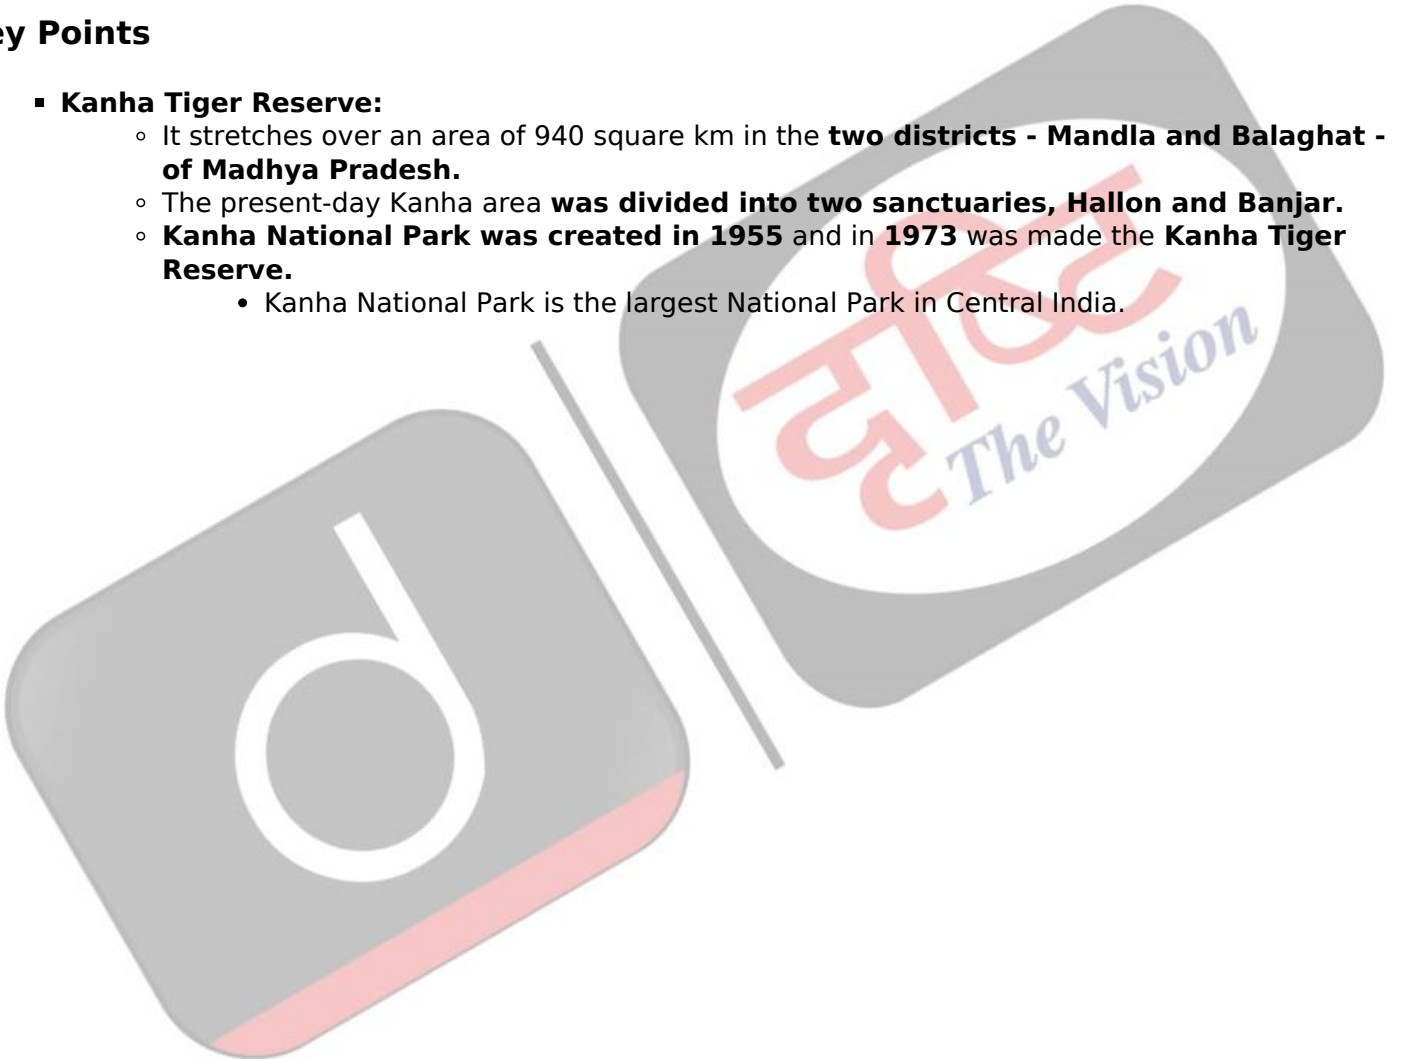 ey Points
▪ Kanha Tiger Reserve:
◦ It stretches over an area of 940 square km in the two districts - Mandla and Balaghat -
of Madhya Pradesh.
◦ The present-day Kanha area was divided into two sanctuaries, Hallon and Banjar.
◦ Kanha National Park was created in 1955 and in 1973 was made the Kanha Tiger
Reserve.
• Kanha National Park is the largest National Park in Central India.
दृष्टि
The Vision
d